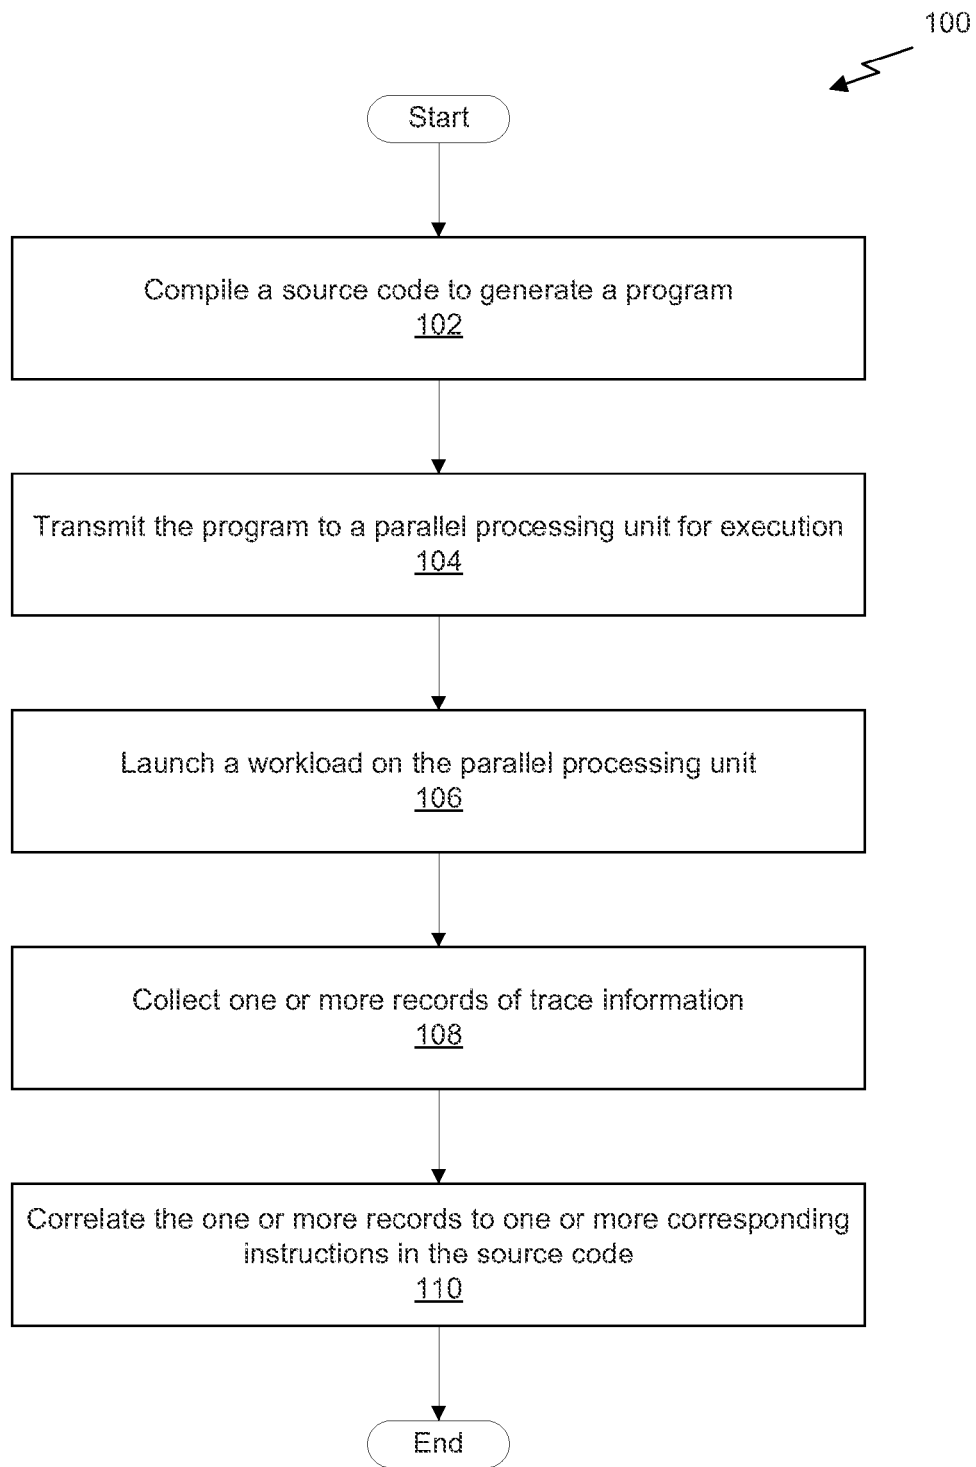 100
Start
Compile a source code to generate a program
102
Transmit the program to a parallel processing unit for execution
104
Launch a workload on the parallel processing unit
106
Collect one or more records of trace information
108
Correlate the one or more records to one or more corresponding
instructions in the source code
110
End